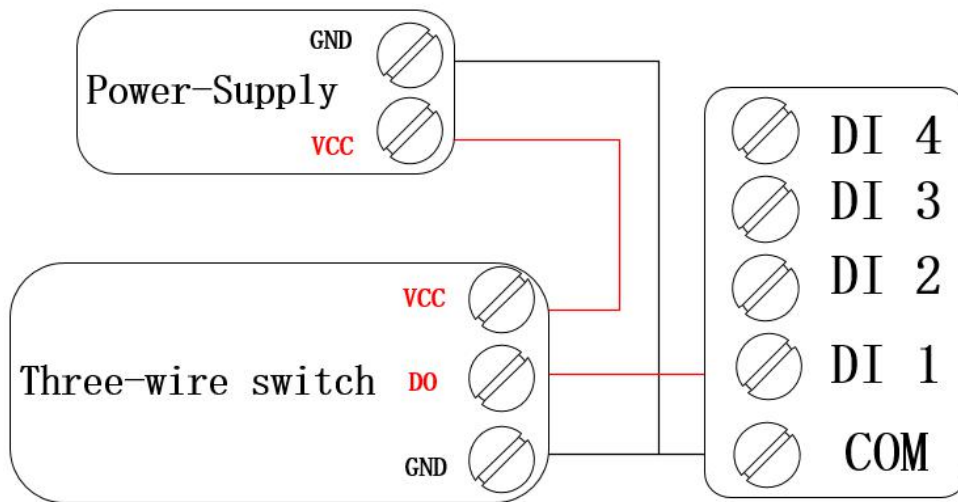 GND
Power-Supply
VCC
VCC
Three-wire switch
DO
GND
DI 4
DI 3
DI 2
DI 1
COM